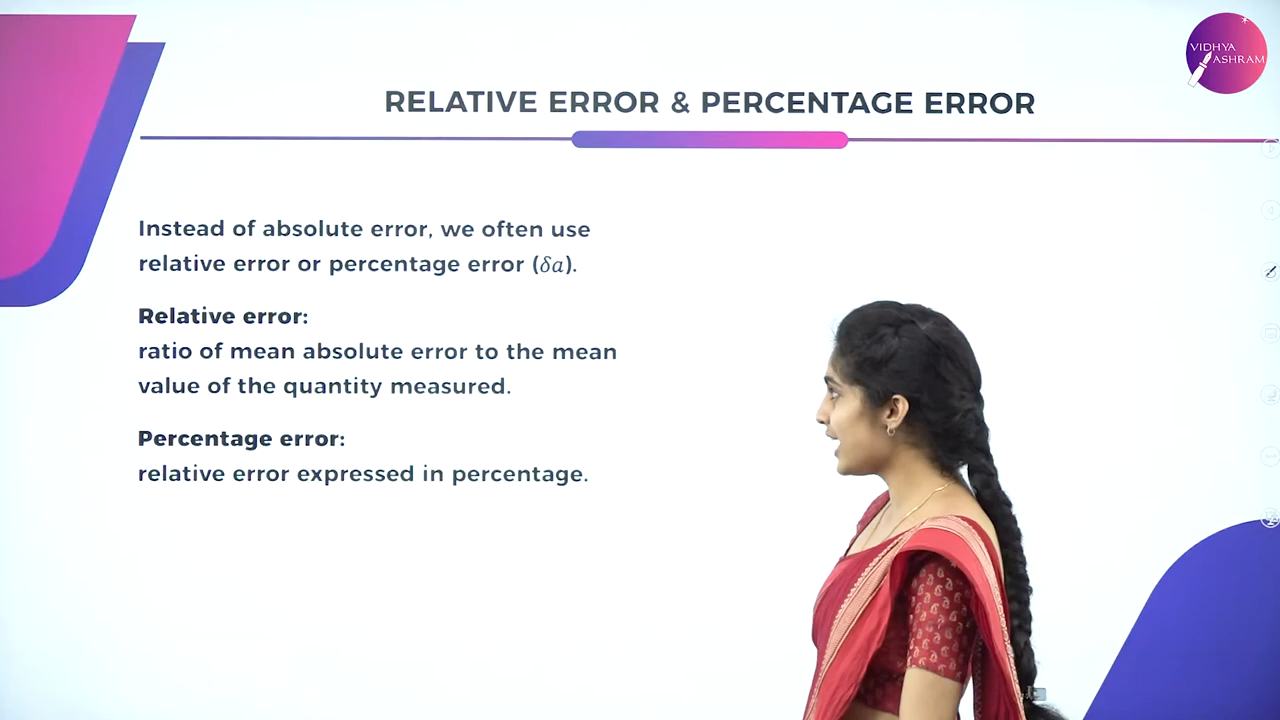 VIDHYA
ASHRAM
RELATIVE ERROR & PERCENTAGE ERROR
Instead of absolute error, we often use
relative error or percentage error (δa).
Relative error:
ratio of mean absolute error to the mean
value of the quantity measured.
Percentage error:
relative error expressed in percentage.